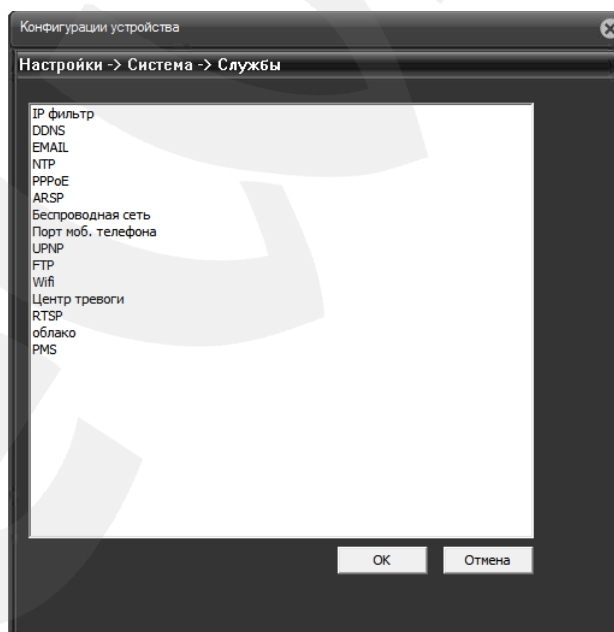 Конфигурации устройства
Настройки -> Система -> Службы
IP фильтр
DDNS
EMAIL
NTP
PPPoE
ARSP
Беспроводная сеть
Порт моб. телефона
UPNP
FTP
Wifi
Центр тревоги
RTSP
облако
PMS
OK Отмена